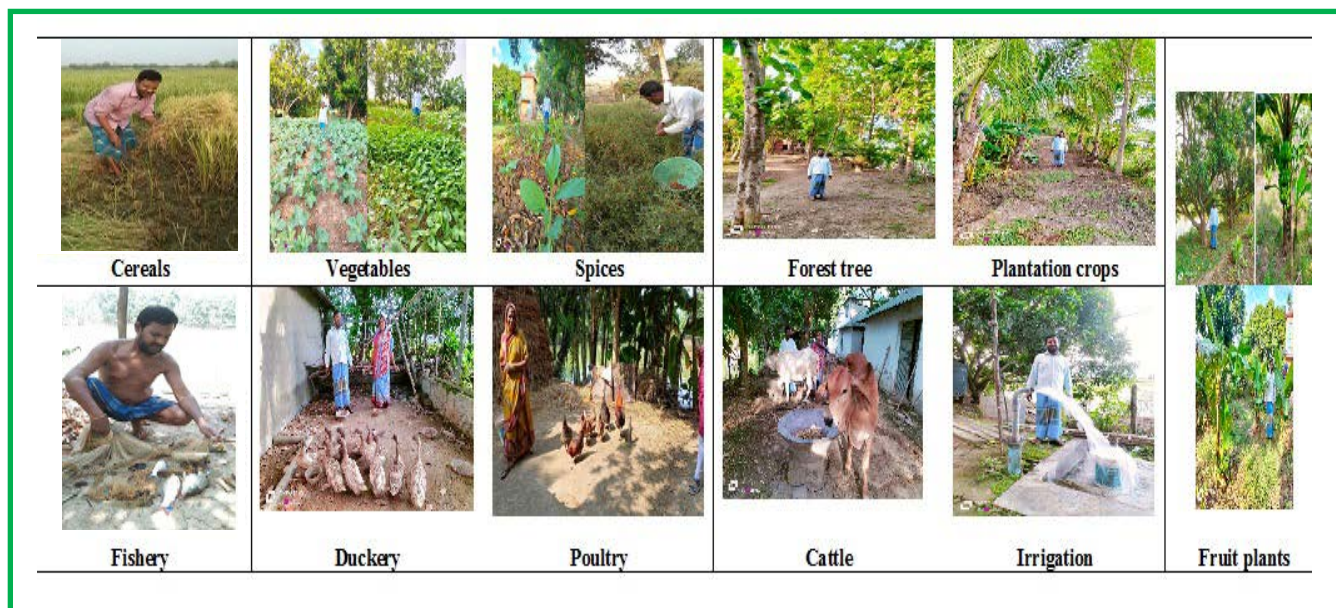 Cereals
Vegetables
Spices
Forest tree
Plantation crops
Fishery
Duckery
Poultry
Cattle
Irrigation
Fruit plants